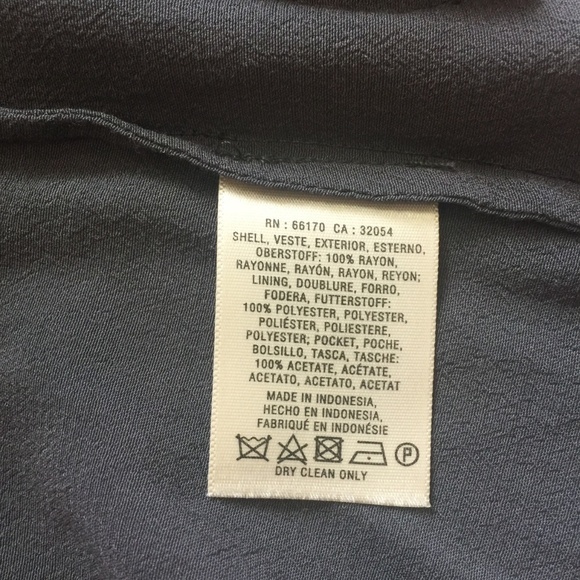 RN : 66170 CA : 32054
SHELL, VESTE, EXTERIOR, ESTERNO,
OBERSTOFF: 100% RAYON,
RAYONNE, RAYÓN, RAYON, REYON;
LINING, DOUBLURE, FORRO,
FODERA, FUTTERSTOFF:
100% POLYESTER, POLYESTER,
POLIÉSTER, POLIESTERE,
POLYESTER; POCKET, POCHE,
BOLSILLO, TASCA, TASCHE:
100% ACETATE, ACÉTATE,
ACETATO, ACETATO, ACETAT
MADE IN INDONESIA,
HECHO EN INDONESIA,
FABRIQUÉ EN INDONÉSIE
P
DRY CLEAN ONLY